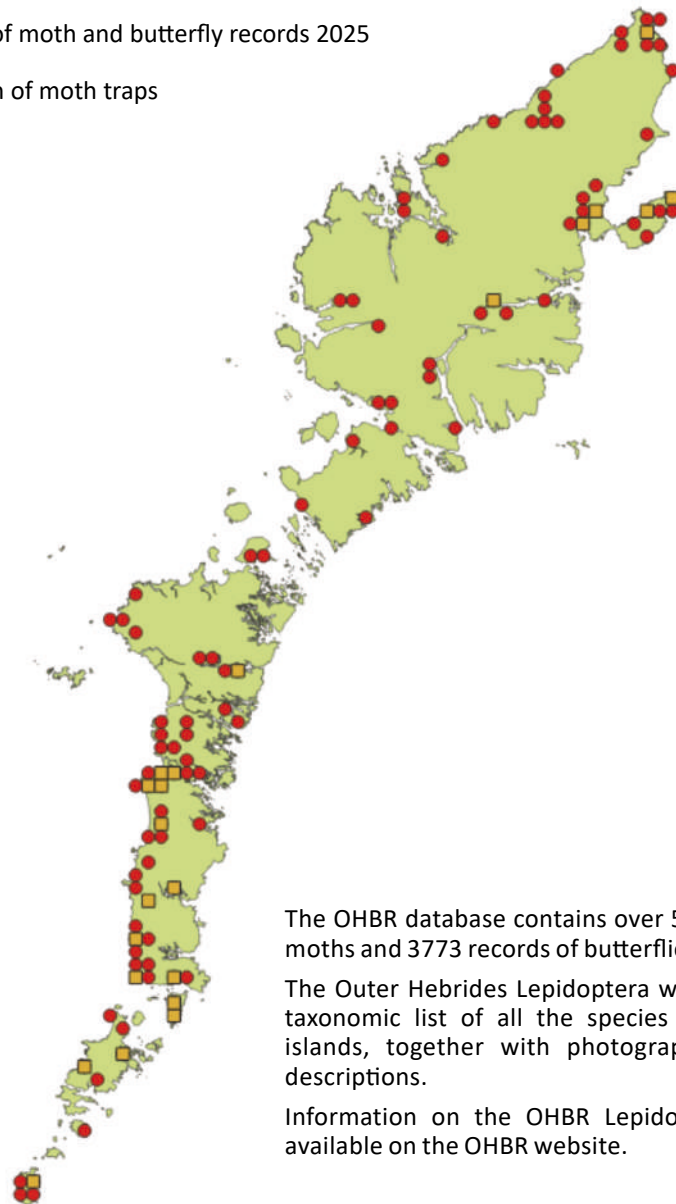 of moth and butterfly records 2025
of moth traps
The OHBR database contains over 5
moths and 3773 records of butterflie
The Outer Hebrides Lepidoptera w
taxonomic list of all the species
islands, together with photograp
descriptions.
Information on the OHBR Lepido
available on the OHBR website.